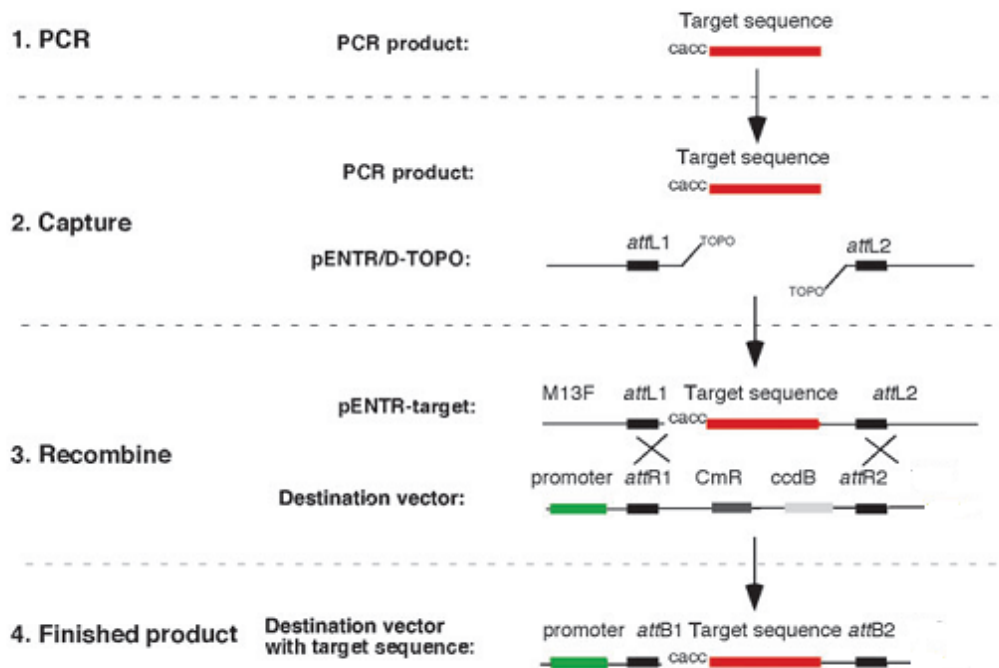 Target sequence
1. PCR
PCR product:
cacc
Target sequence
PCR product:
cacc
2. Capture
attL1
TOPO
attL2
pENTR/D-TOPO:
TOPO
M13F attL1 Target sequence attL2
pENTR-target:
cacc
3. Recombine
promoter attR1 CmR ccdB attR2
Destination vector:
4. Finished product
Destination vector
with target sequence:
promoter attB1 Target sequence attB2
cacc